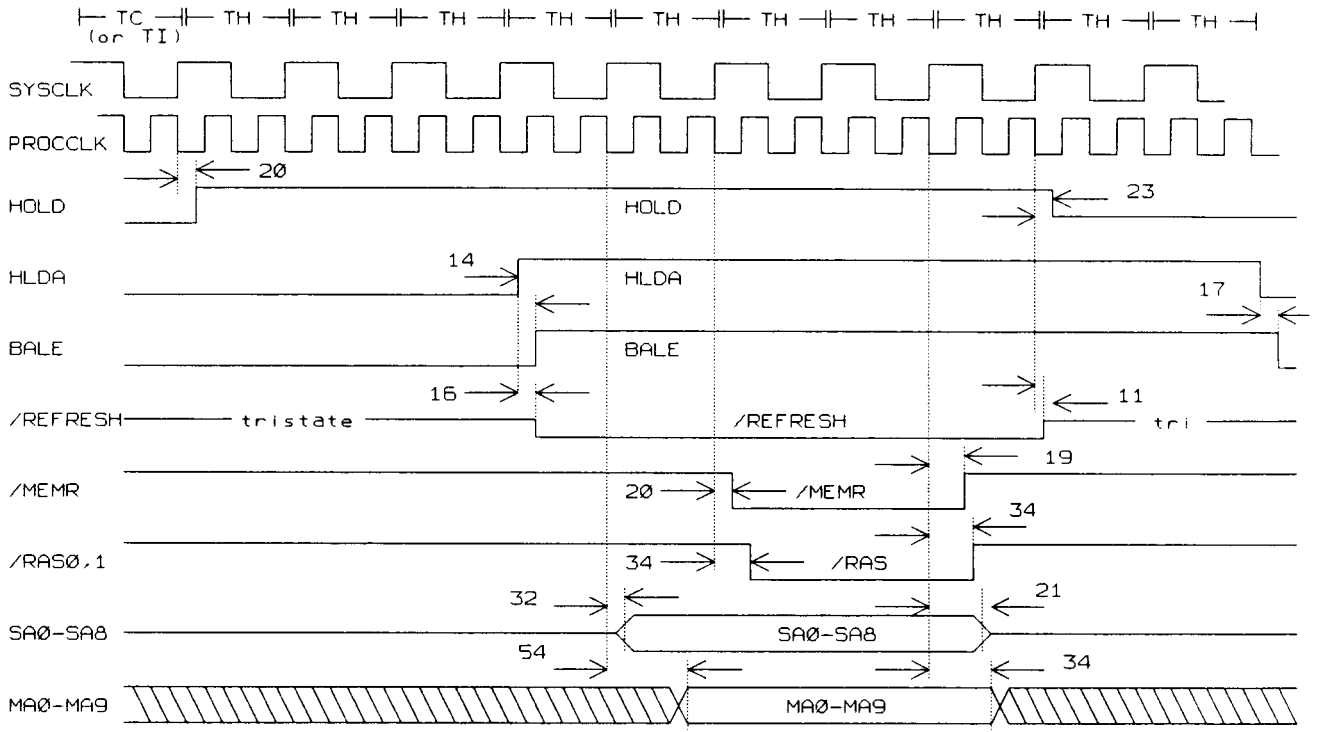 TC TH TH TH TH TH TH TH TH TH TH
(or TI)
SYSCLK
PROCCLK
20
HOLD HOLD 23
14
HLDA HLDA
17
BALE BALE
16 11
/REFRESH tristate /REFRESH tri
19
/MEMR 20 /MEMR
34
/RAS0,1 34 /RAS
32 21
SA0-SA8 SA0-SA8
54 34
MA0-MA9 MA0-MA9